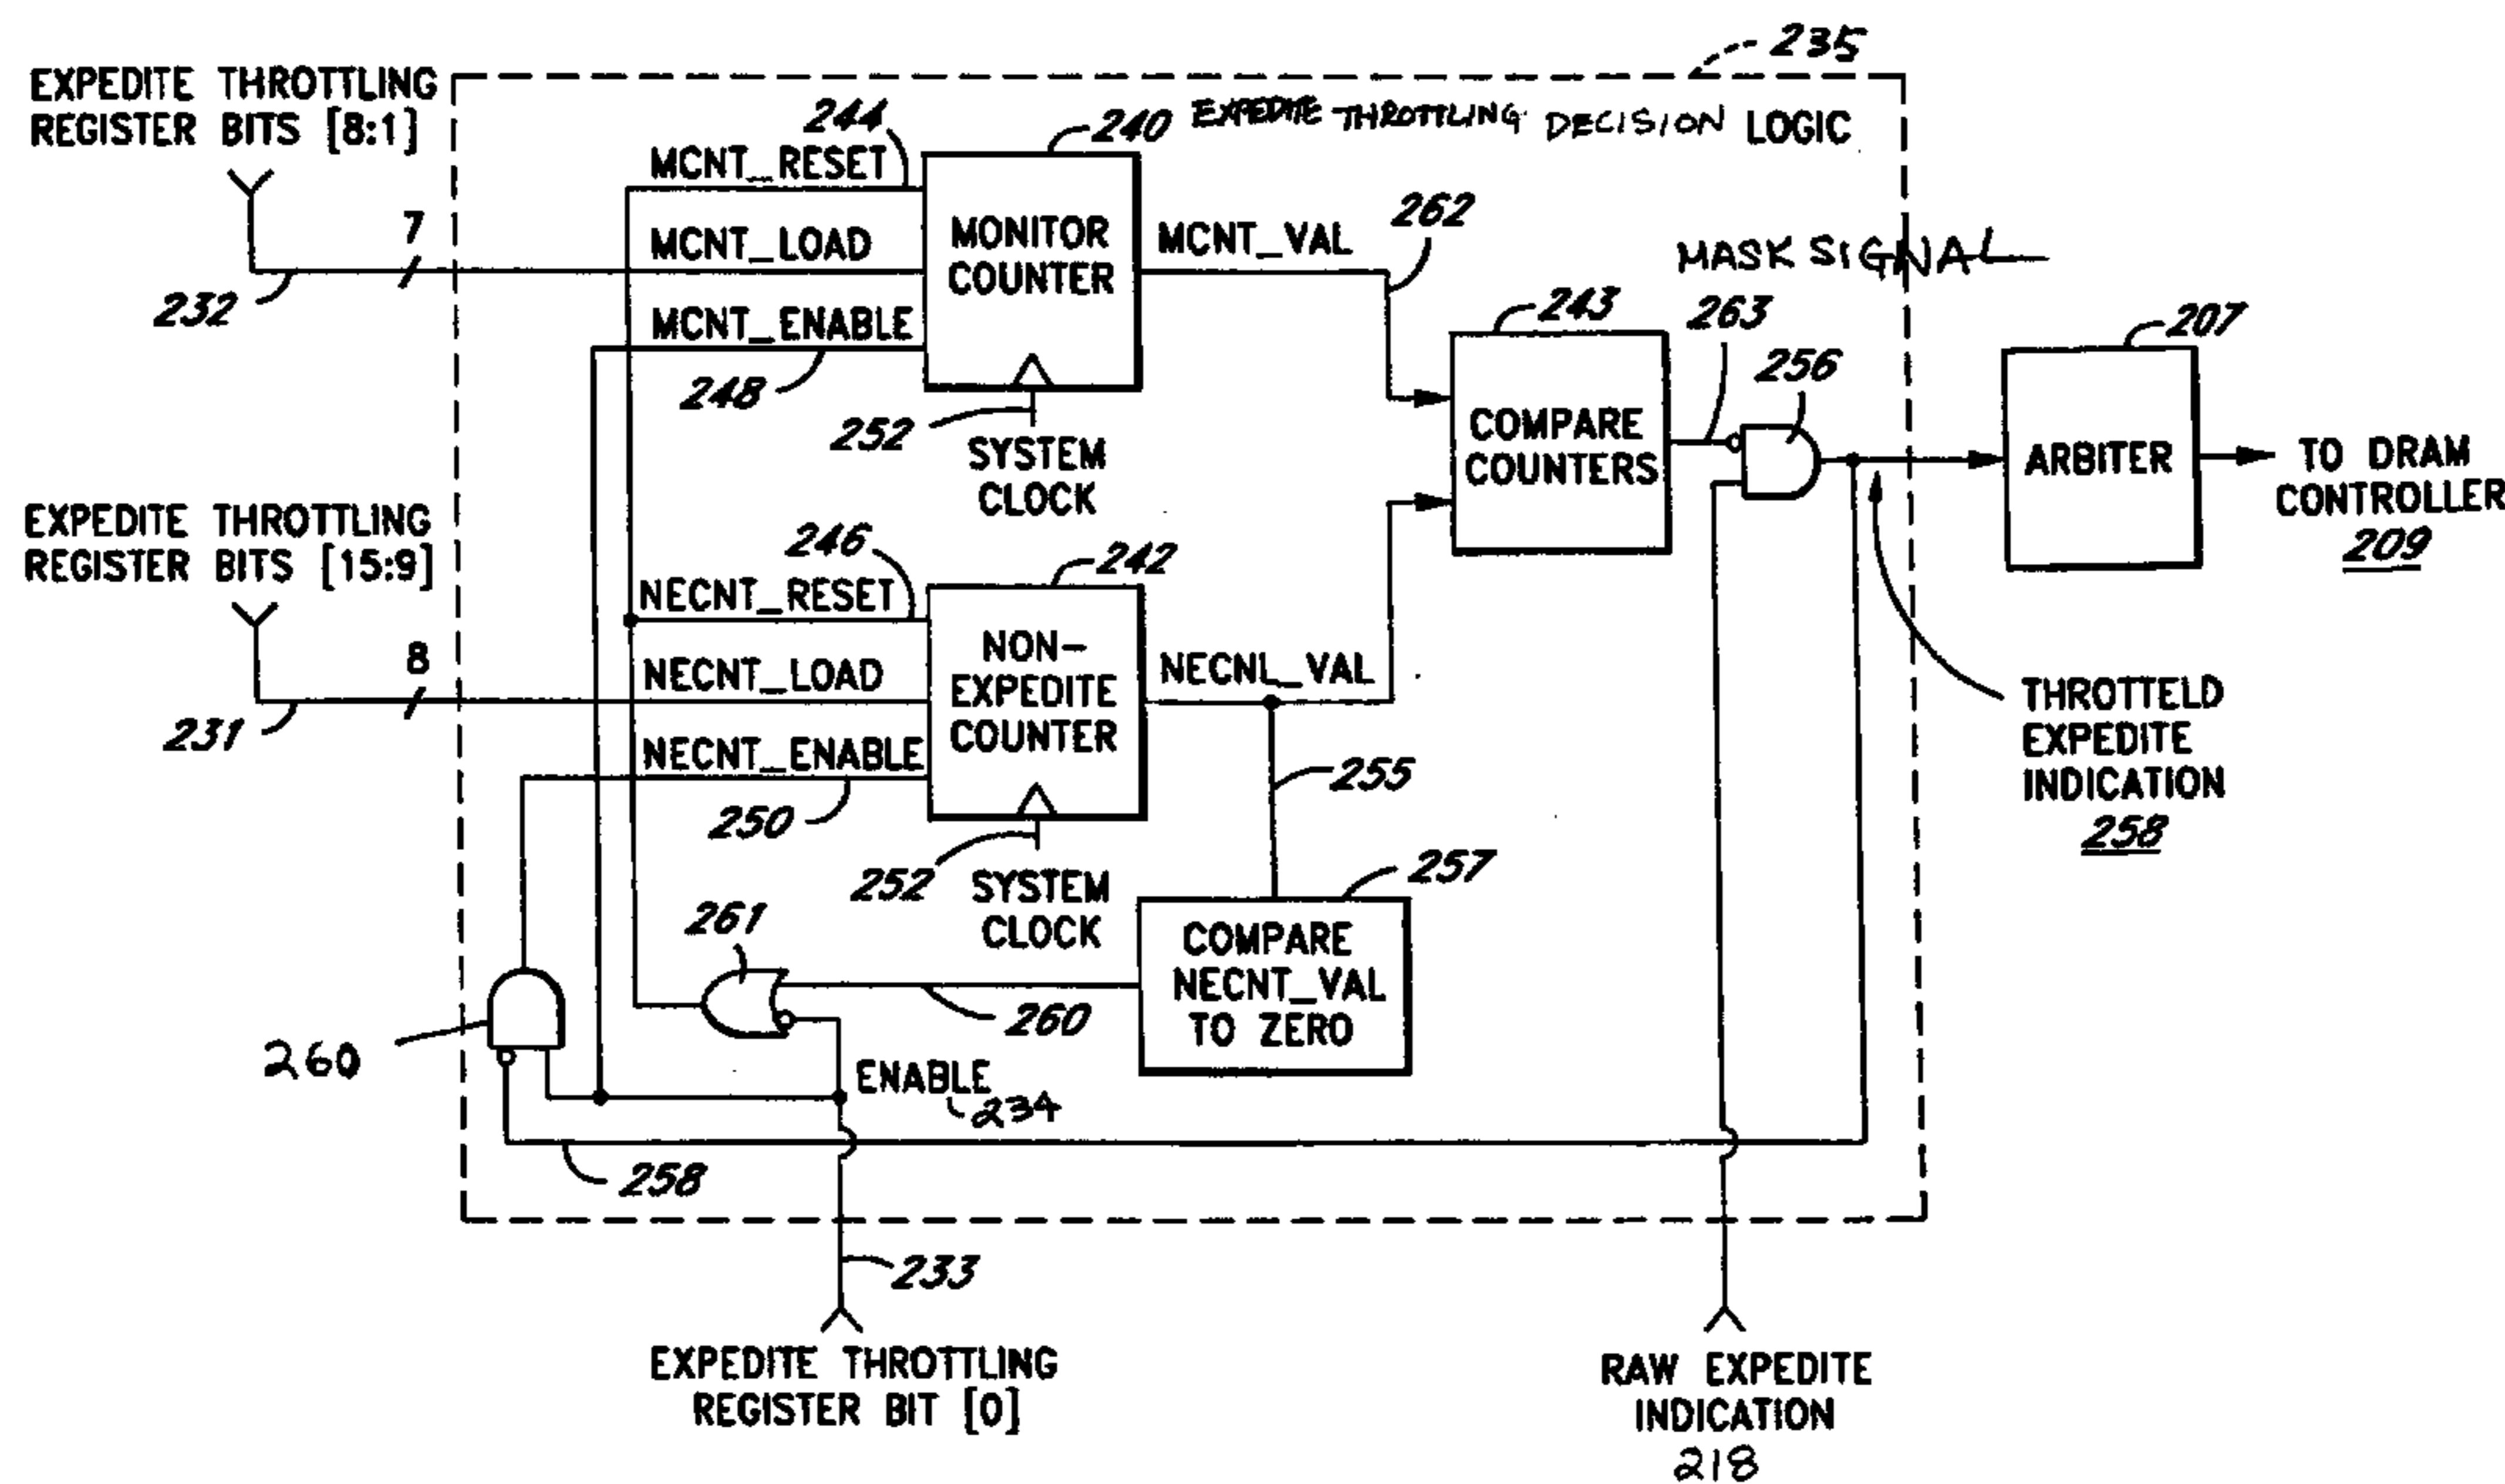 235
EXPEDITE THROTTLING
REGISTER BITS [8:1]
244
MCNT_RESET
240
EXPEDITE THROTTLING DECISION LOGIC
7
MCNT_LOAD
MONITOR
COUNTER
MCNT_VAL
262
MASK SIGNAL
232
MCNT_ENABLE
248
252
SYSTEM
CLOCK
243
263
256
207
COMPARE
COUNTERS
ARBITER
TO DRAM
CONTROLLER
209
EXPEDITE THROTTLING
REGISTER BITS [15:9]
246
NECNT_RESET
242
8
NECNT_LOAD
NON-
EXPEDITE
COUNTER
NECNL_VAL
231
NECNT_ENABLE
250
252
SYSTEM
CLOCK
255
THROTTELD
EXPEDITE
INDICATION
258
257
261
COMPARE
NECNT_VAL
TO ZERO
260
260
ENABLE
234
258
233
EXPEDITE THROTTLING
REGISTER BIT [0]
RAW EXPEDITE
INDICATION
218